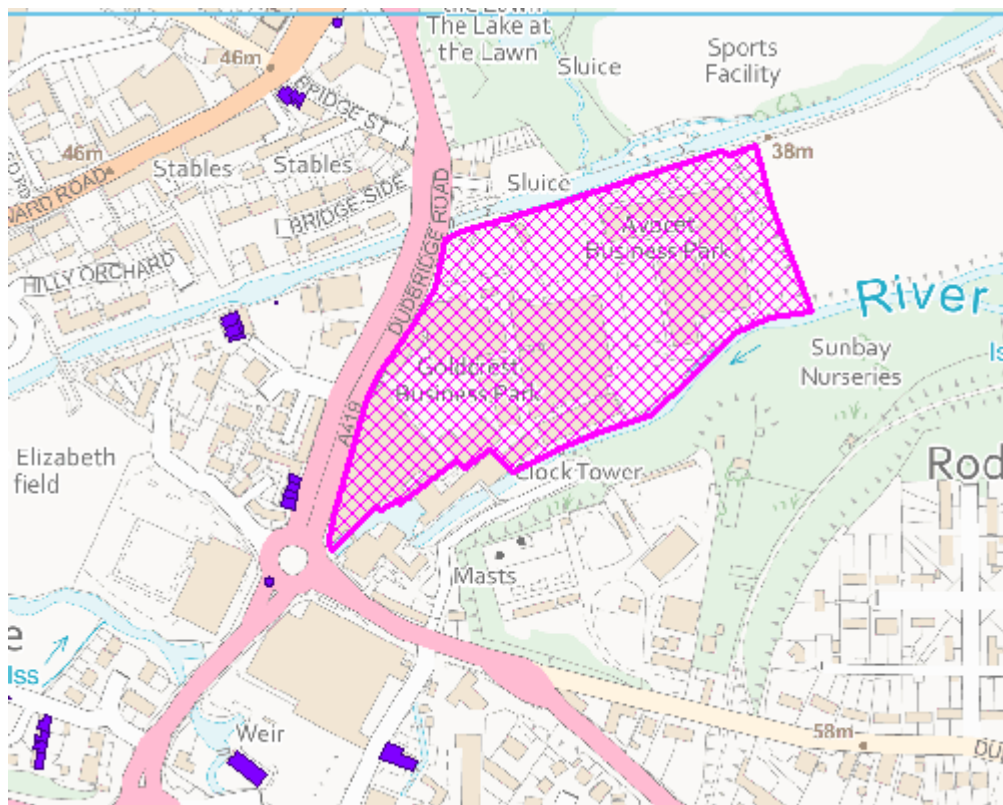 The Lake at
the Lawn
Sports
Facility
Sluice
46m
BRIDGE ST
38m
46m
Stables
Stables
Sluice
BRIDGE-SIDE
DUDBRIDGE ROAD
Avocet
Business Park
HILLY ORCHARD
River
Sunbay
Nurseries
Goldcrest
Business Park
A419
Elizabeth
field
Clock Tower
Rod
Masts
e
Iss
Weir
58m